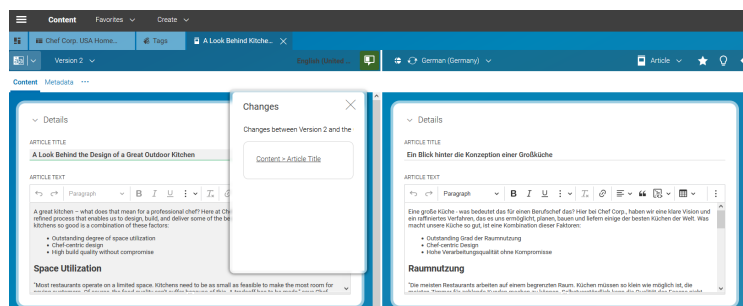 Content Favorites Create
Chef Corp. USA Home... Tags A Look Behind Kitche...
Version 2 English (United ... German (Germany) Article
Content Metadata ...
Details
ARTICLE TITLE
A Look Behind the Design of a Great Outdoor Kitchen
ARTICLE TEXT
Paragraph B I U
A great kitchen – what does that mean for a professional chef? Here at Ch
refined process that enables us to design, build, and deliver some of the be
kitchens so good is a combination of these factors:
Outstanding degree of space utilization
Chef-centric design
High build quality without compromise
Space Utilization
"Most restaurants operate on a limited space. Kitchens need to be as small as feasible to make the most room for
Changes
Changes between Version 2 and the
Content > Article Title
Details
ARTICLE TITLE
Ein Blick hinter die Konzeption einer Großküche
ARTICLE TEXT
Paragraph B I U
Eine große Küche - was bedeutet das für einen Berufschef das? Hier bei Chef Corp., haben wir eine klare Vision und
ein raffiniertes Verfahren, das es uns ermöglicht, planen, bauen und liefern einige der besten Küchen der Welt. Was
macht unsere Küche so gut, ist eine Kombination dieser Faktoren:
Outstanding Grad der Raumnutzung
Chef-Centric Design
Hohe Verarbeitungsqualität ohne Kompromisse
Raumnutzung
"Die meisten Restaurants arbeiten auf einem begrenzten Raum. Küchen müssen so klein wie möglich ist, die